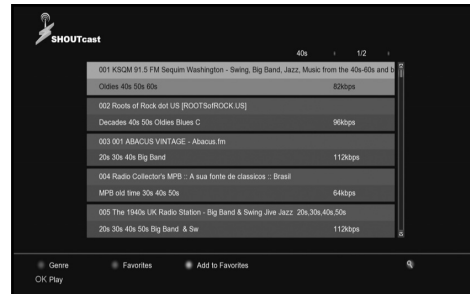 SHOUTcast
40s 1/2
001 KSQM 91.5 FM Sequim Washington - Swing, Big Band, Jazz, Music from the 40s-60s and b
Oldies 40s 50s 60s 82kbps
002 Roots of Rock dot US [ROOTSofROCK.US]
Decades 40s 50s Oldies Blues C 96kbps
003 001 ABACUS VINTAGE - Abacus.fm
20s 30s 40s Big Band 112kbps
004 Radio Collector's MPB :: A sua fonte de classicos :: Brasil
MPB old time 30s 40s 50s 64kbps
005 The 1940s UK Radio Station - Big Band & Swing Jive Jazz 20s,30s,40s,50s
20s 30s 40s 50s Big Band & Sw 112kbps
Genre Favorites Add to Favorites
OK Play